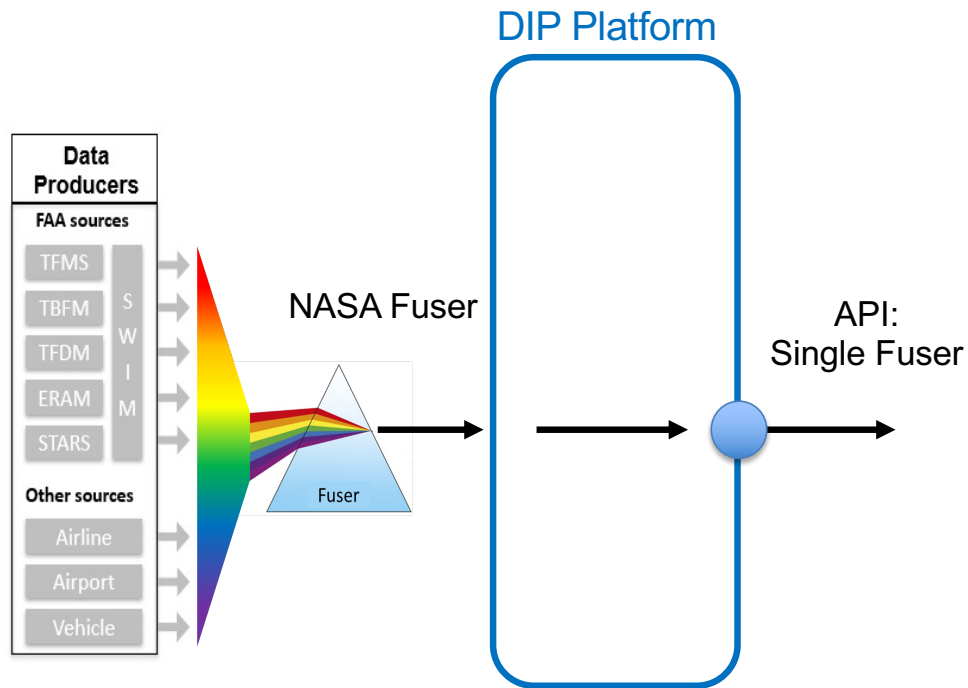 DIP Platform
Data
Producers
FAA sources
TFMS
TBFM
TFDM
ERAM
STARS
S
W
I
M
Other sources
Airline
Airport
Vehicle
NASA Fuser
Fuser
API:
Single Fuser